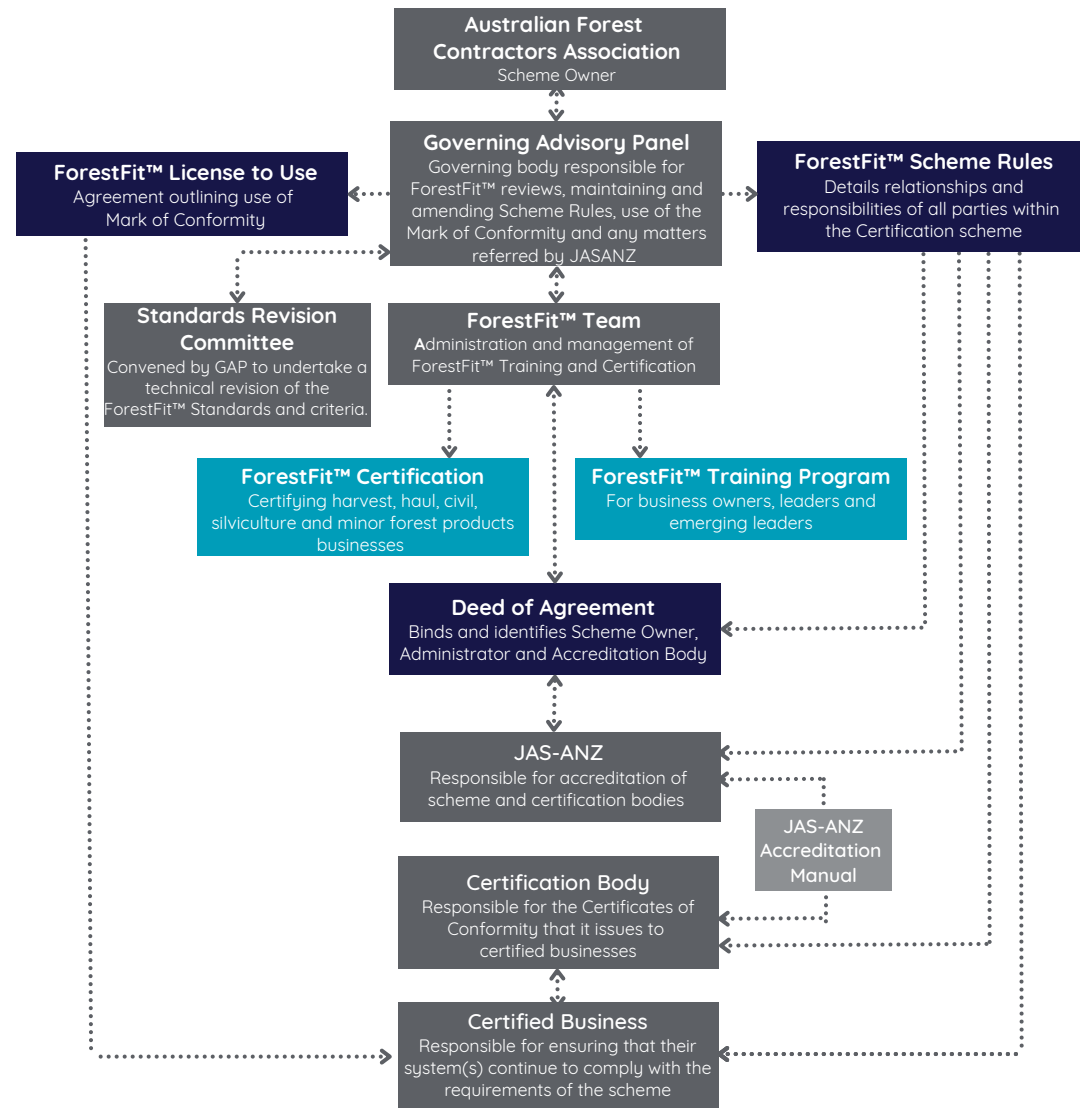 Australian Forest
Contractors Association
Scheme Owner
Governing Advisory Panel
Governing body responsible for
ForestFit™ reviews, maintaining and
amending Scheme Rules, use of the
Mark of Conformity and any matters
referred by JASANZ
ForestFit™ License to Use
Agreement outlining use of
Mark of Conformity
ForestFit™ Scheme Rules
Details relationships and
responsibilities of all parties within
the Certification scheme
Standards Revision
Committee
Convened by GAP to undertake a
technical revision of the
ForestFit™ Standards and criteria.
ForestFit™ Team
Administration and management of
ForestFit™ Training and Certification
ForestFit™ Certification
Certifying harvest, haul, civil,
silviculture and minor forest products
businesses
ForestFit™ Training Program
For business owners, leaders and
emerging leaders
Deed of Agreement
Binds and identifies Scheme Owner,
Administrator and Accreditation Body
JAS-ANZ
Responsible for accreditation of
scheme and certification bodies
JAS-ANZ
Accreditation
Manual
Certification Body
Responsible for the Certificates of
Conformity that it issues to
certified businesses
Certified Business
Responsible for ensuring that their
system(s) continue to comply with the
requirements of the scheme